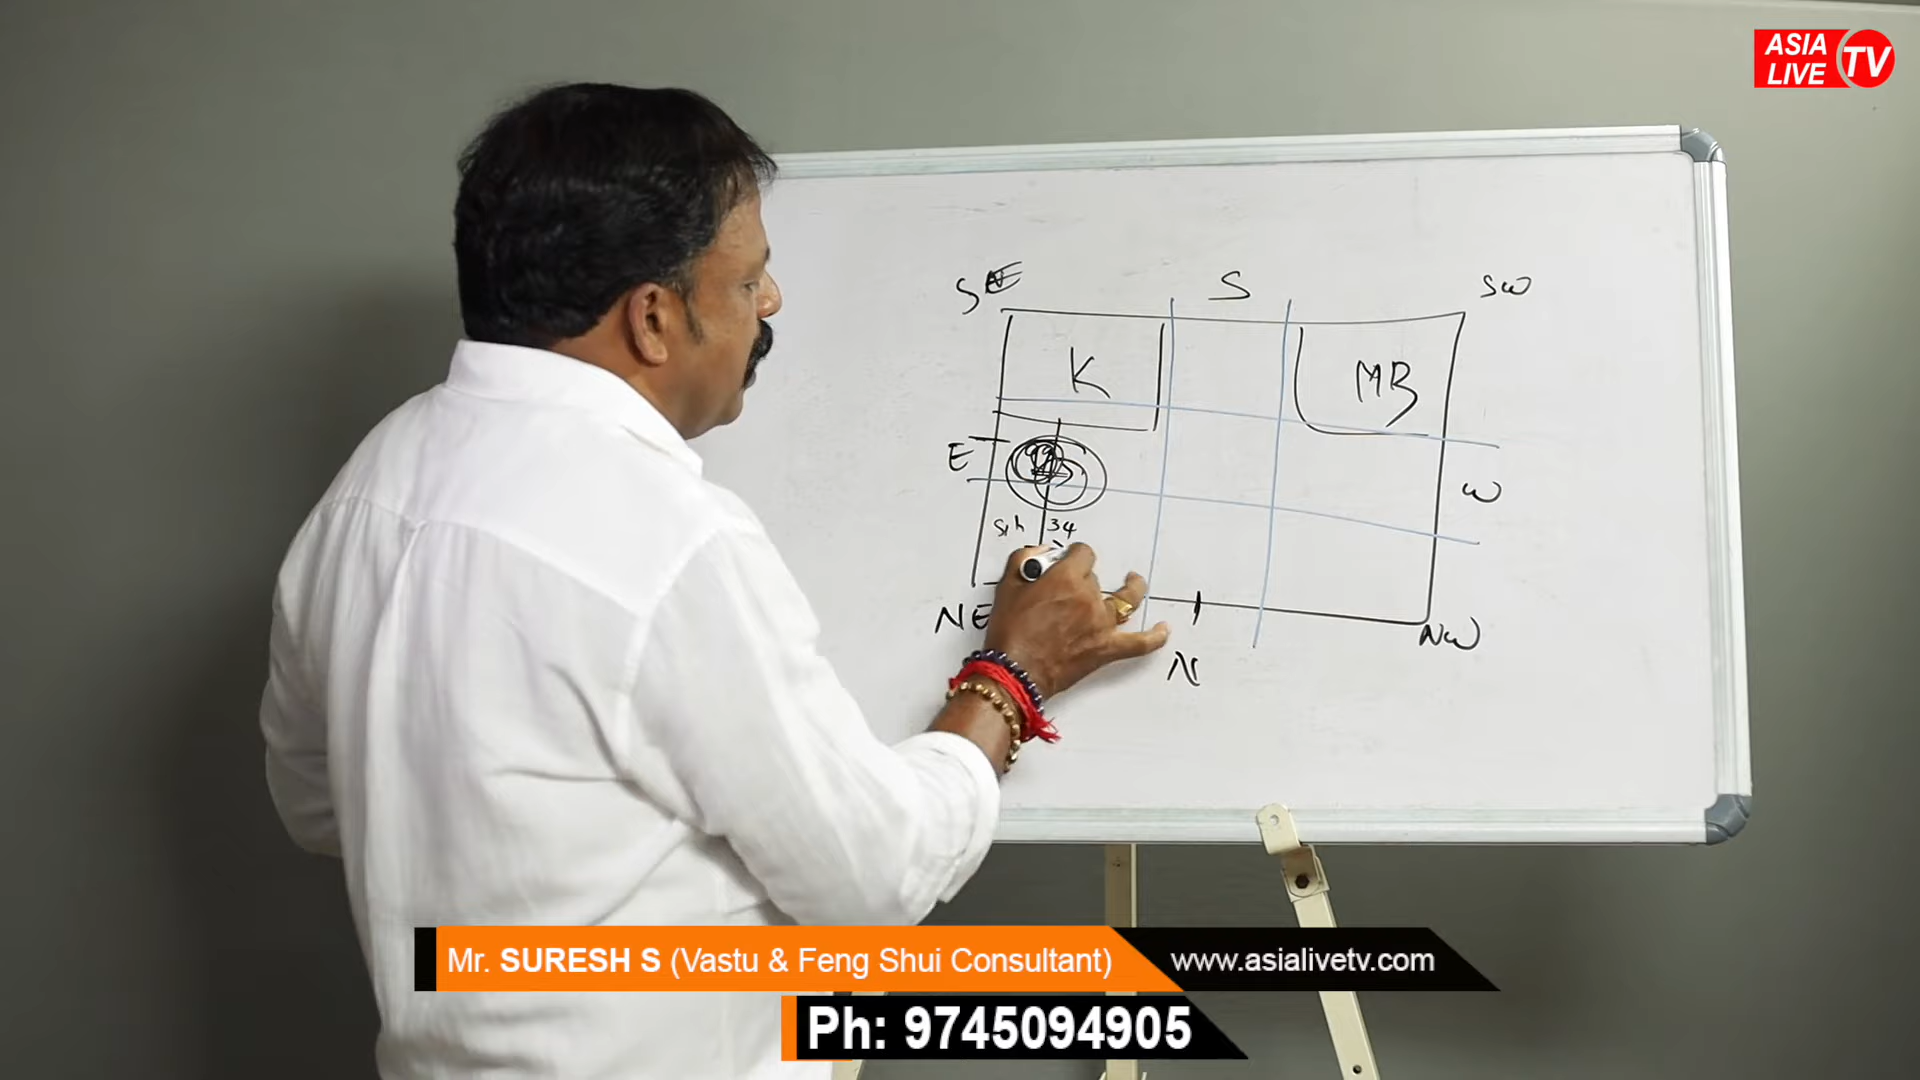 ASIA
LIVE TV
SE
S
SW
K
MB
E
W
34
NE
NW
N
Mr. SURESH S (Vastu & Feng Shui Consultant)
www.asialivetv.com
Ph: 9745094905